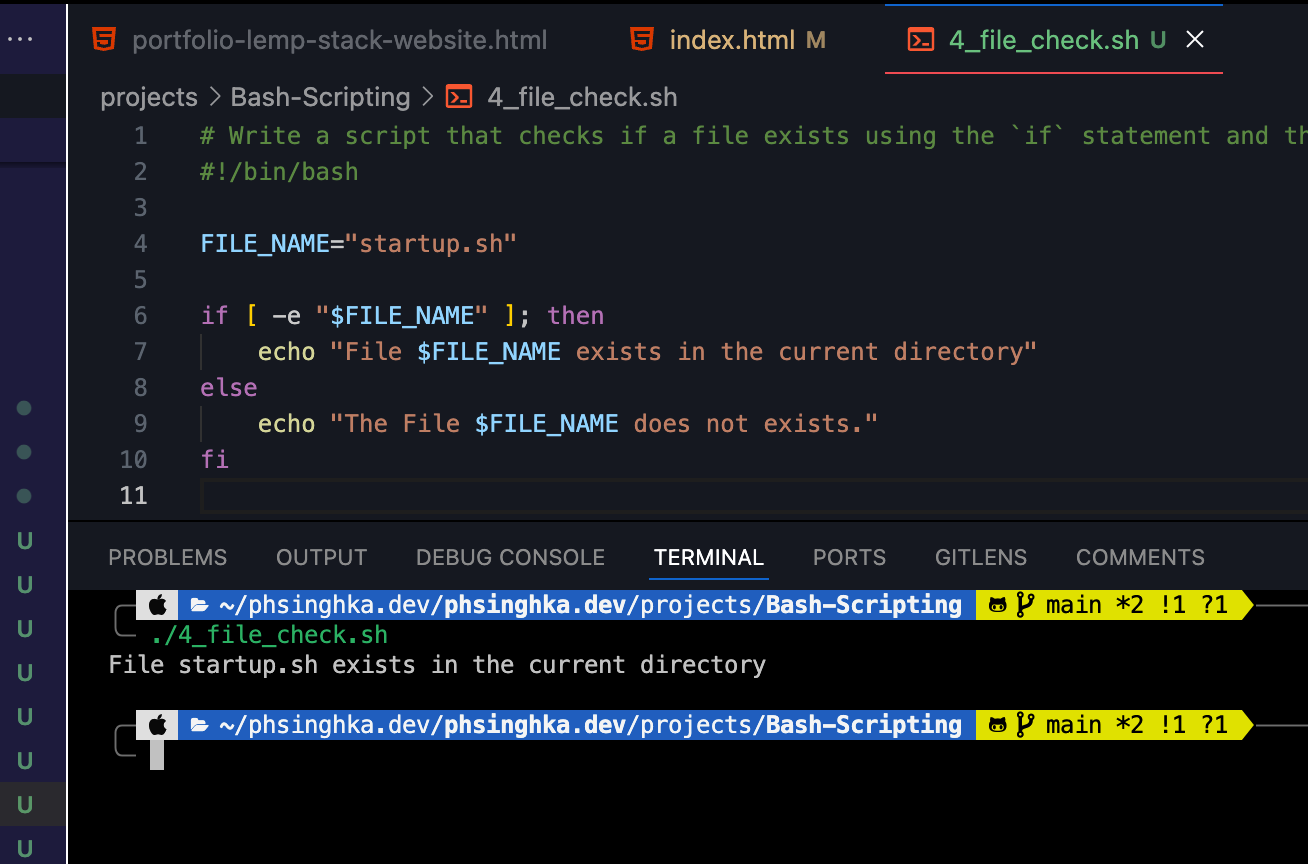 portfolio-lemp-stack-website.html index.html M 4_file_check.sh U
projects > Bash-Scripting > 4_file_check.sh
1 # Write a script that checks if a file exists using the `if` statement and th
2 #!/bin/bash
3
4 FILE_NAME="startup.sh"
5
6 if [ -e "$FILE_NAME" ]; then
7 echo "File $FILE_NAME exists in the current directory"
8 else
9 echo "The File $FILE_NAME does not exists."
10 fi
11
U
U
U
U
U
U
U
U
PROBLEMS OUTPUT DEBUG CONSOLE TERMINAL PORTS GITLENS COMMENTS
~/phsinghka.dev/phsinghka.dev/projects/Bash-Scripting main *2 !1 ?1
./4_file_check.sh
File startup.sh exists in the current directory
~/phsinghka.dev/phsinghka.dev/projects/Bash-Scripting main *2 !1 ?1